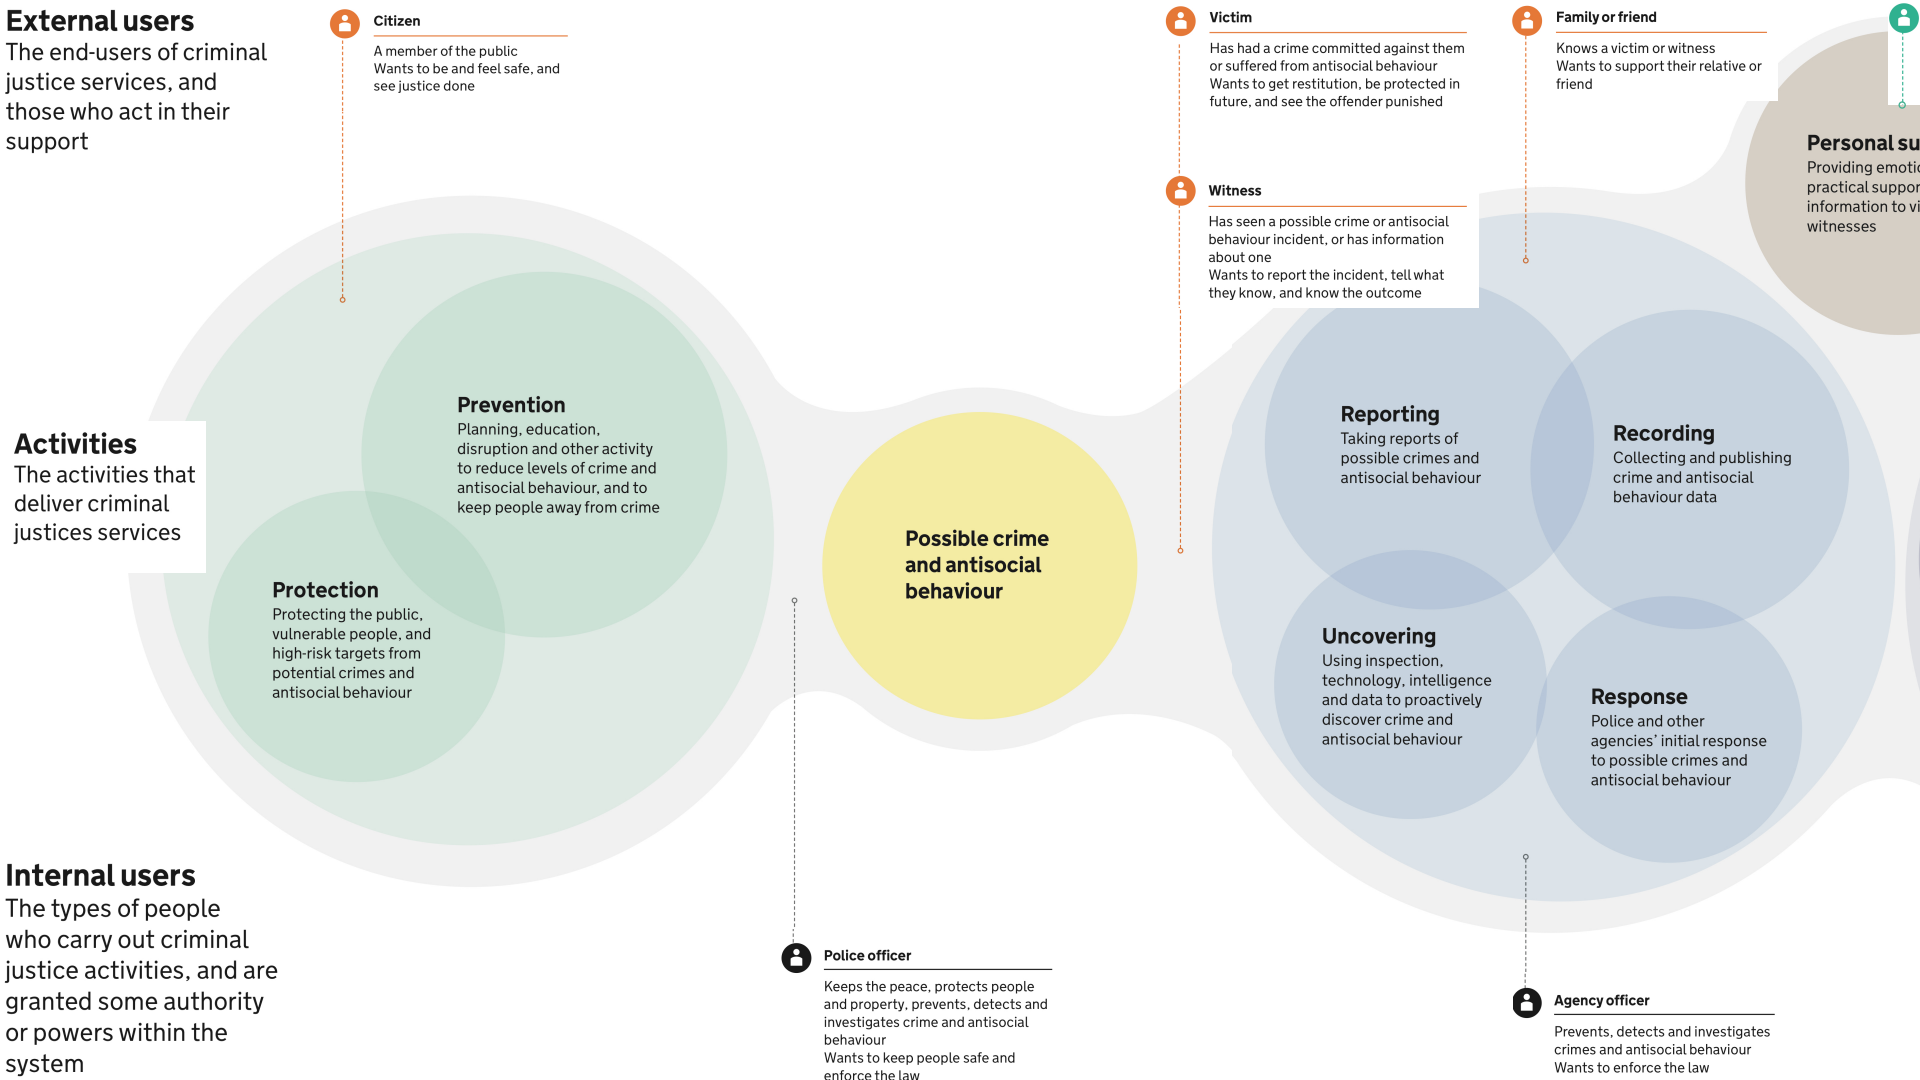 External users
The end-users of criminal
justice services, and
those who act in their
support
Citizen
A member of the public
Wants to be and feel safe, and
see justice done
Victim
Has had a crime committed against them
or suffered from antisocial behaviour
Wants to get restitution, be protected in
future, and see the offender punished
Family or friend
Knows a victim or witness
Wants to support their relative or
friend
Witness
Has seen a possible crime or antisocial
behaviour incident, or has information
about one
Wants to report the incident, tell what
they know, and know the outcome
Personal su
Providing emotio
practical suppor
information to vi
witnesses
Activities
The activities that
deliver criminal
justices services
Prevention
Planning, education,
disruption and other activity
to reduce levels of crime and
antisocial behaviour, and to
keep people away from crime
Protection
Protecting the public,
vulnerable people, and
high-risk targets from
potential crimes and
antisocial behaviour
Possible crime
and antisocial
behaviour
Reporting
Taking reports of
possible crimes and
antisocial behaviour
Recording
Collecting and publishing
crime and antisocial
behaviour data
Uncovering
Using inspection,
technology, intelligence
and data to proactively
discover crime and
antisocial behaviour
Response
Police and other
agencies’ initial response
to possible crimes and
antisocial behaviour
Internal users
The types of people
who carry out criminal
justice activities, and are
granted some authority
or powers within the
system
Police officer
Keeps the peace, protects people
and property, prevents, detects and
investigates crime and antisocial
behaviour
Wants to keep people safe and
enforce the law
Agency officer
Prevents, detects and investigates
crimes and antisocial behaviour
Wants to enforce the law